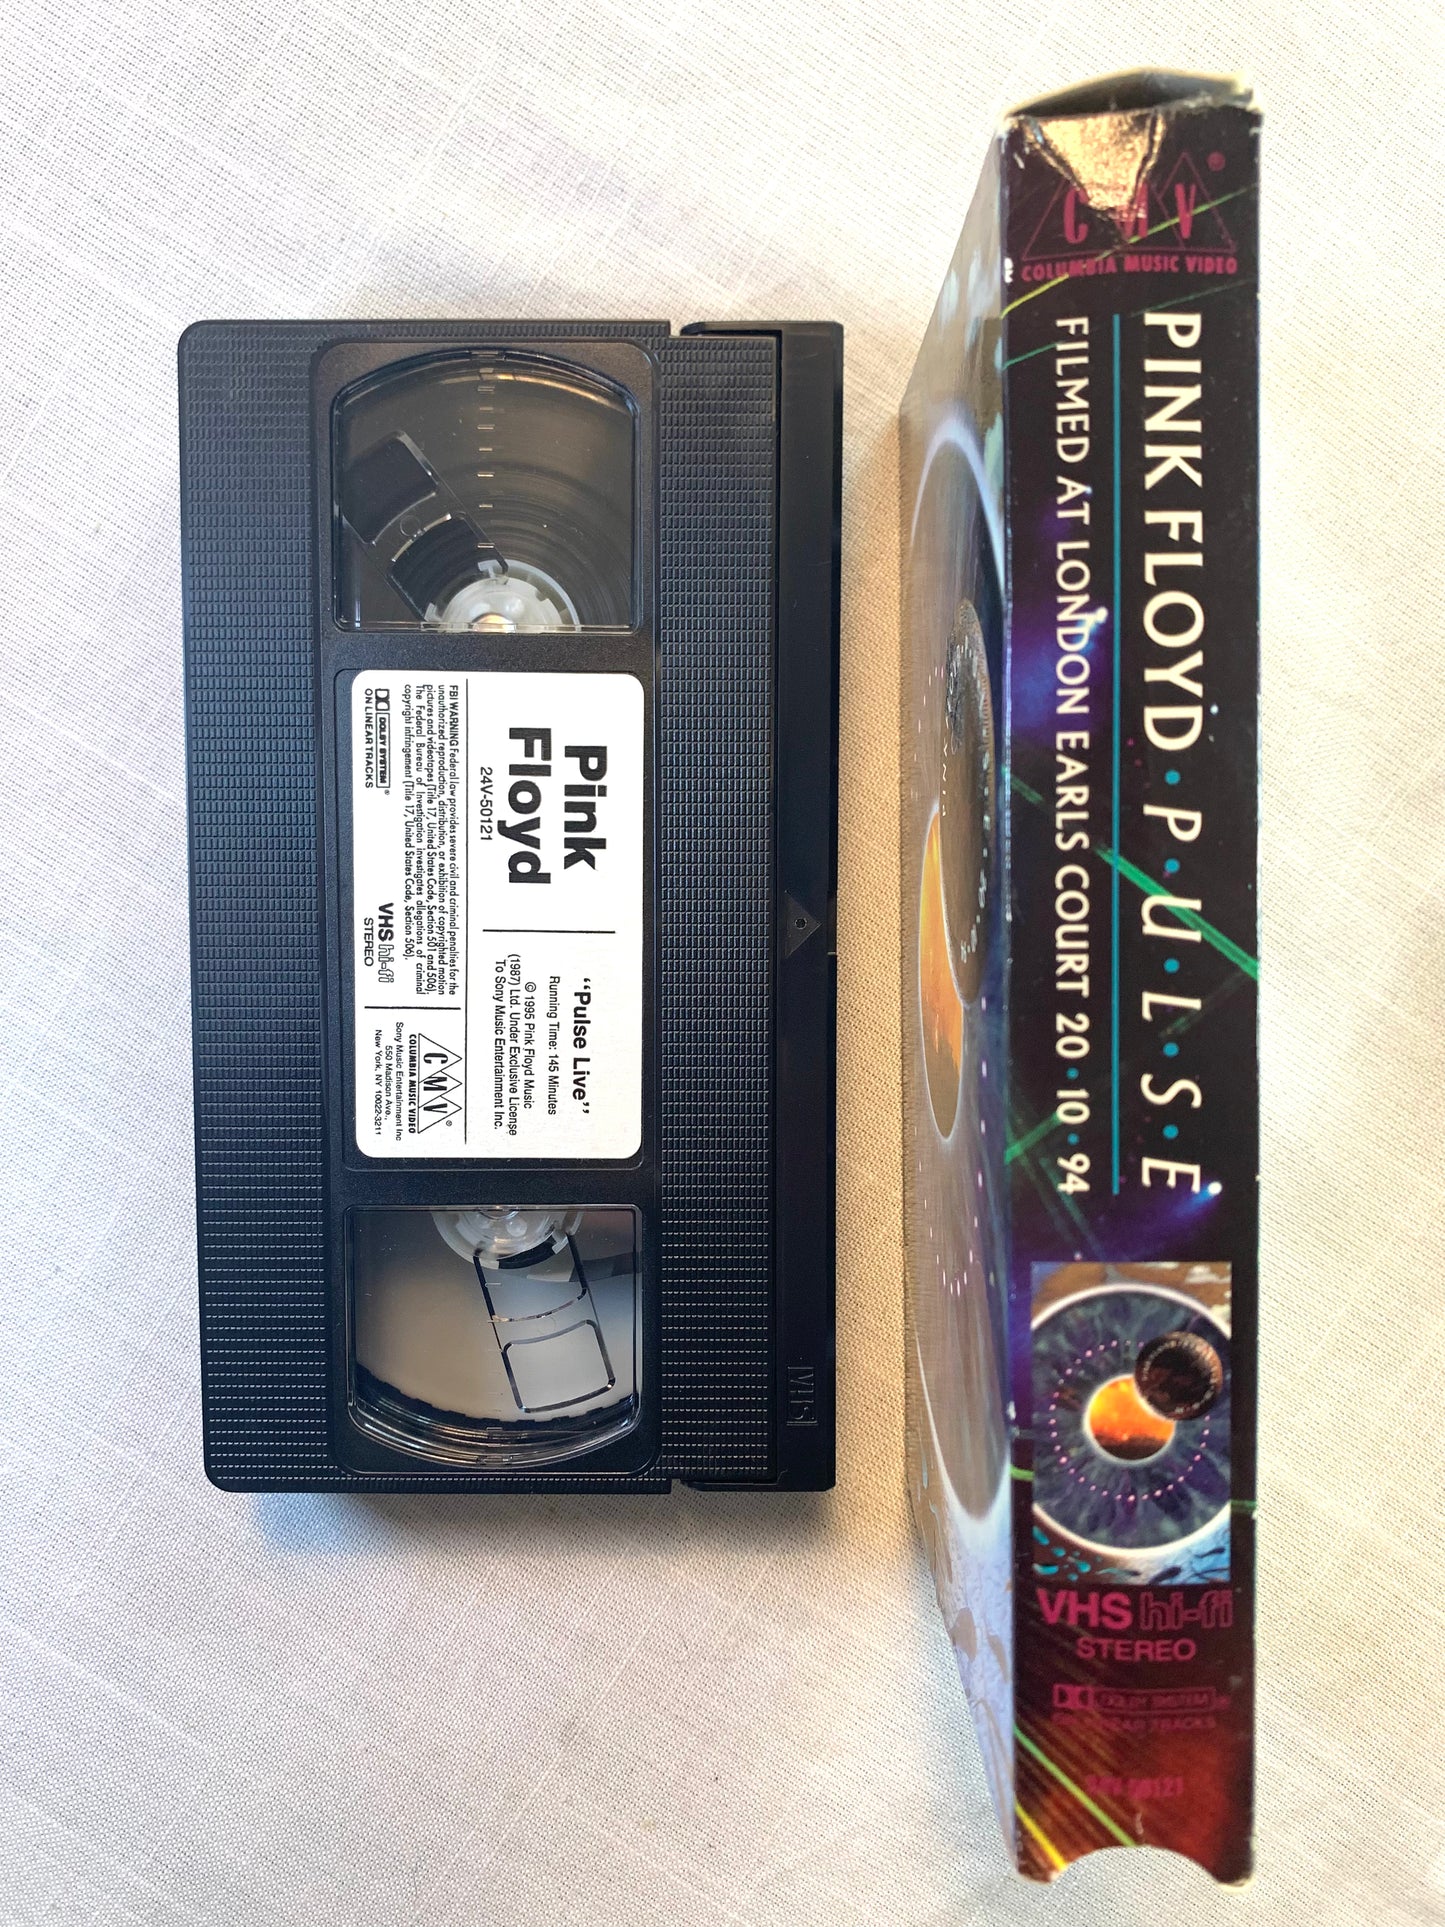 Pink
Floyd
24V-50121
"Pulse Live"
Running Time: 145 Minutes
© 1995 Pink Floyd Music
(1987) Ltd. Under Exclusive License
To Sony Music Entertainment Inc.
FBI WARNING Federal law provides severe civil and criminal penalties for the
unauthorized reproduction, distribution, or exhibition of copyrighted motion
pictures and videotapes (Title 17, United States Code, Section 501 and 506).
The Federal Bureau of Investigation investigates allegations of criminal
copyright infringement (Title 17, United States Code, Section 506).
DOLBY SYSTEM®
ON LINEAR TRACKS
VHS hi-fi
STEREO
CMV®
COLUMBIA MUSIC VIDEO
Sony Music Entertainment Inc
550 Madison Ave.,
New York, NY 10022-3211
VHS
CMV®
COLUMBIA MUSIC VIDEO
PINK FLOYD•P•U•L•S•E
FILMED AT LONDON EARLS COURT 20•10•94
VHS hi-fi
STEREO
DOLBY SYSTEM®
TRACKS
50121